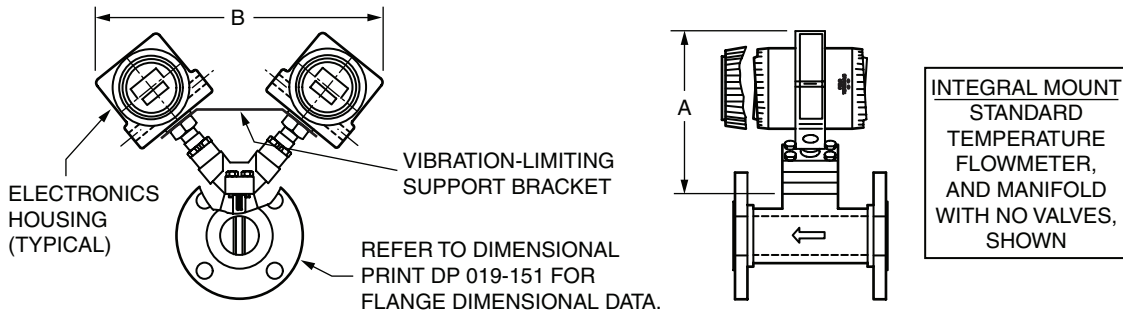 B
ELECTRONICS
HOUSING
(TYPICAL)
VIBRATION-LIMITING
SUPPORT BRACKET
REFER TO DIMENSIONAL
PRINT DP 019-151 FOR
FLANGE DIMENSIONAL DATA.
A
INTEGRAL MOUNT
STANDARD
TEMPERATURE
FLOWMETER,
AND MANIFOLD
WITH NO VALVES,
SHOWN